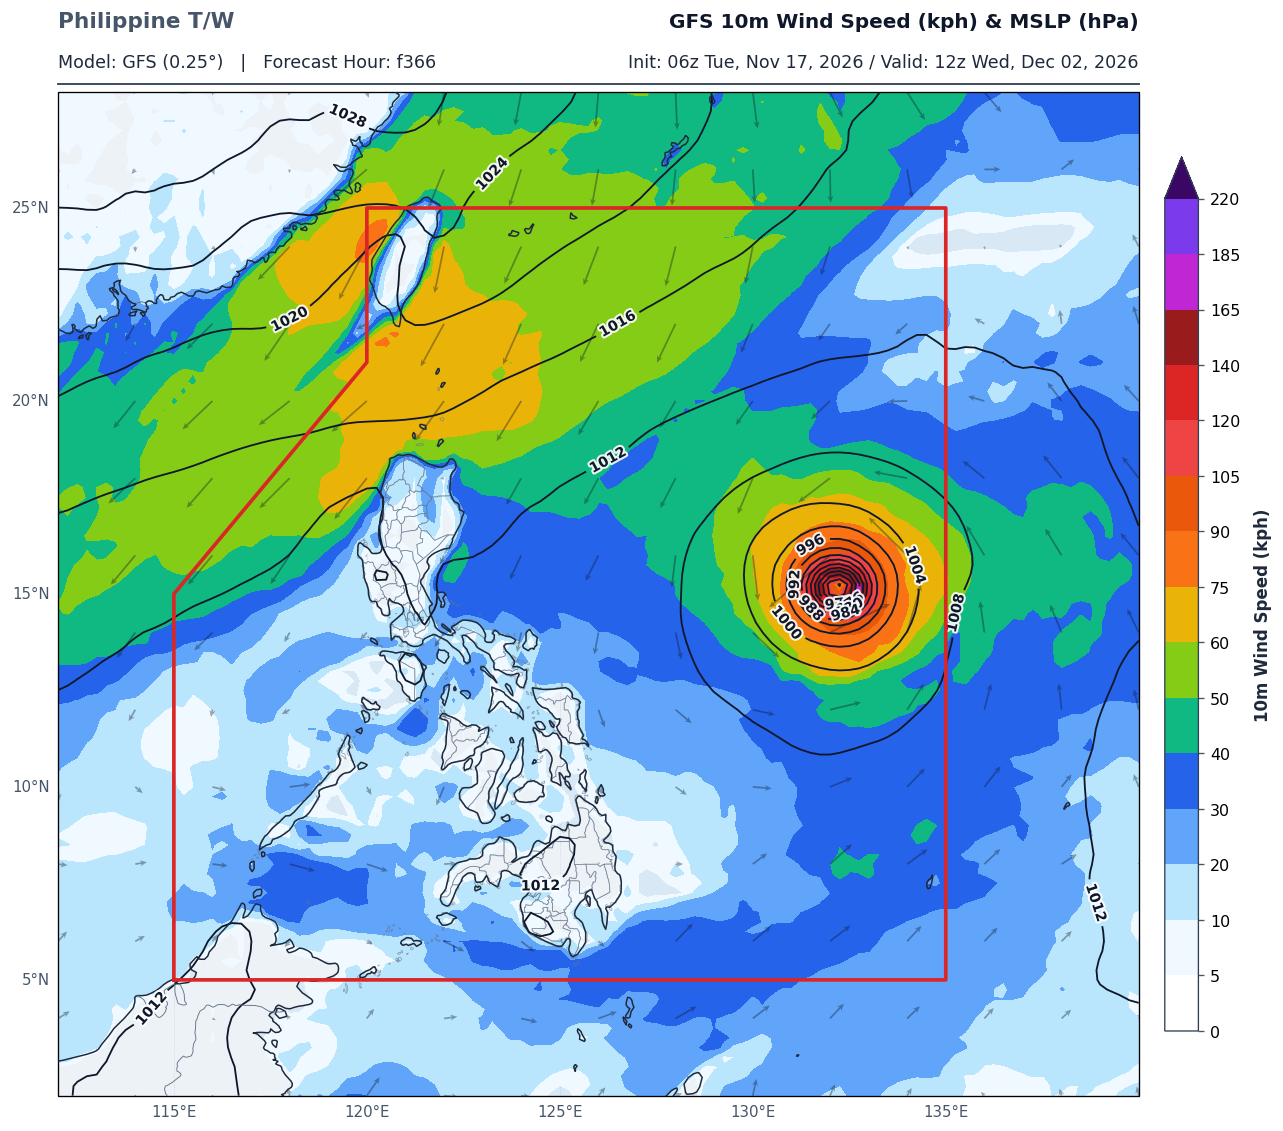 Philippine T/W
GFS 10m Wind Speed (kph) & MSLP (hPa)
Model: GFS (0.25°) | Forecast Hour: f366
Init: 06z Tue, Nov 17, 2026 / Valid: 12z Wed, Dec 02, 2026
1028
1024
1020
1016
1012
996
1004
992
988
984
1000
1008
1012
1012
1012
25°N
20°N
15°N
10°N
5°N
115°E
120°E
125°E
130°E
135°E
220
185
165
140
120
105
90
75
60
50
40
30
20
10
5
0
10m Wind Speed (kph)